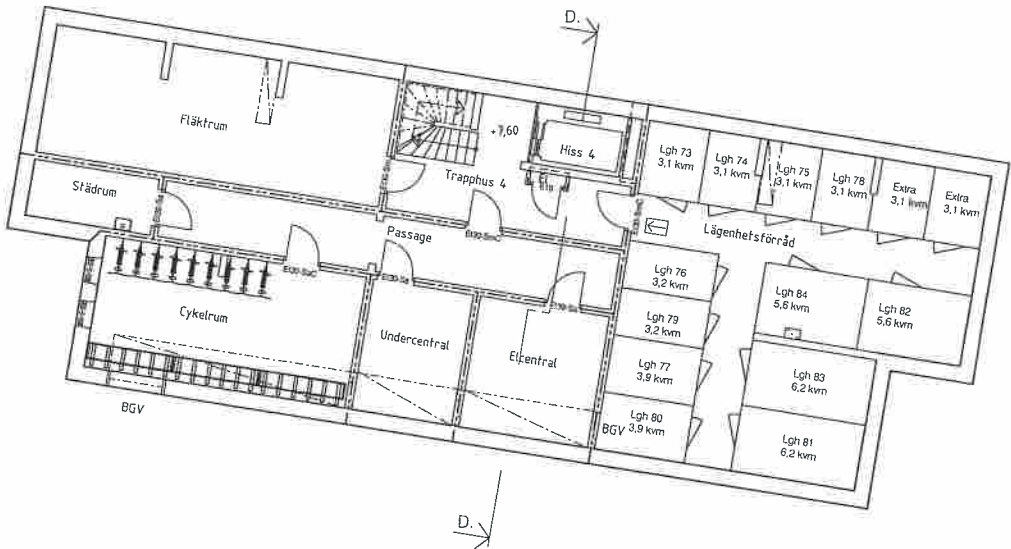 D.
Fläktrum
+7,60
Hiss 4
Trapphus 4
Lgh 73
3,1 kvm
Lgh 74
3,1 kvm
Lgh 75
3,1 kvm
Lgh 78
3,1 kvm
Extra
3,1 kvm
Extra
3,1 kvm
Städrum
Passage
Lägenhetsförråd
EI30-SaC
EI30-Sa
Lgh 76
3,2 kvm
Lgh 84
5,6 kvm
Lgh 82
5,6 kvm
Lgh 79
3,2 kvm
Cykelrum
Undercentral
Elcentral
Lgh 77
3,9 kvm
Lgh 83
6,2 kvm
Lgh 80
3,9 kvm
BGV
BGV
Lgh 81
6,2 kvm
D.